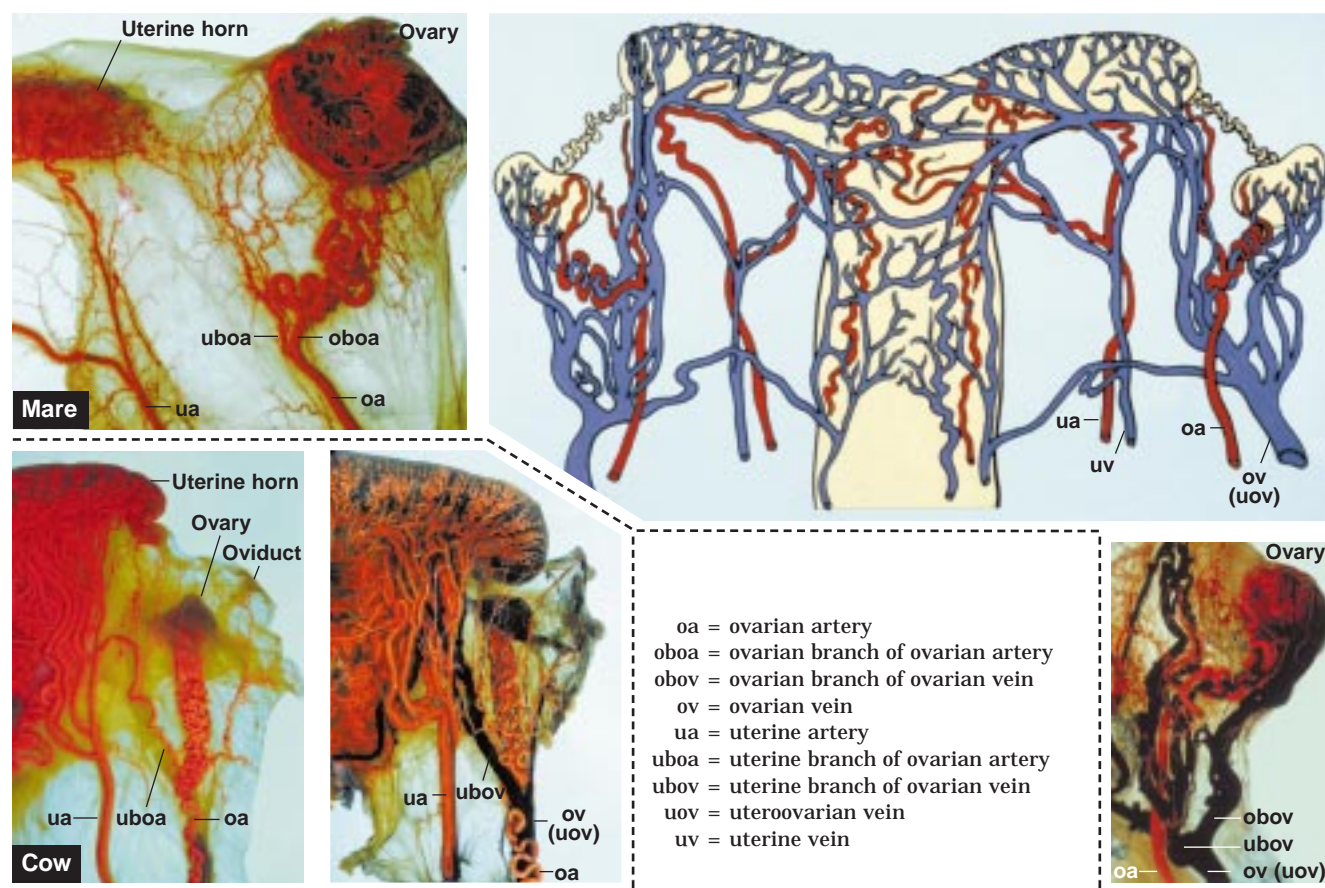 Uterine horn
Ovary
uboa
oboa
oa
ua
Mare
ua
uv
oa
ov
(uov)
Uterine horn
Ovary
Oviduct
ua
uboa
oa
Cow
ua
ubov
ov
(uov)
oa
oa = ovarian artery
oboa = ovarian branch of ovarian artery
obov = ovarian branch of ovarian vein
ov = ovarian vein
ua = uterine artery
uboa = uterine branch of ovarian artery
ubov = uterine branch of ovarian vein
uov = uteroovarian vein
uv = uterine vein
Ovary
obov
ubov
oa
ov (uov)